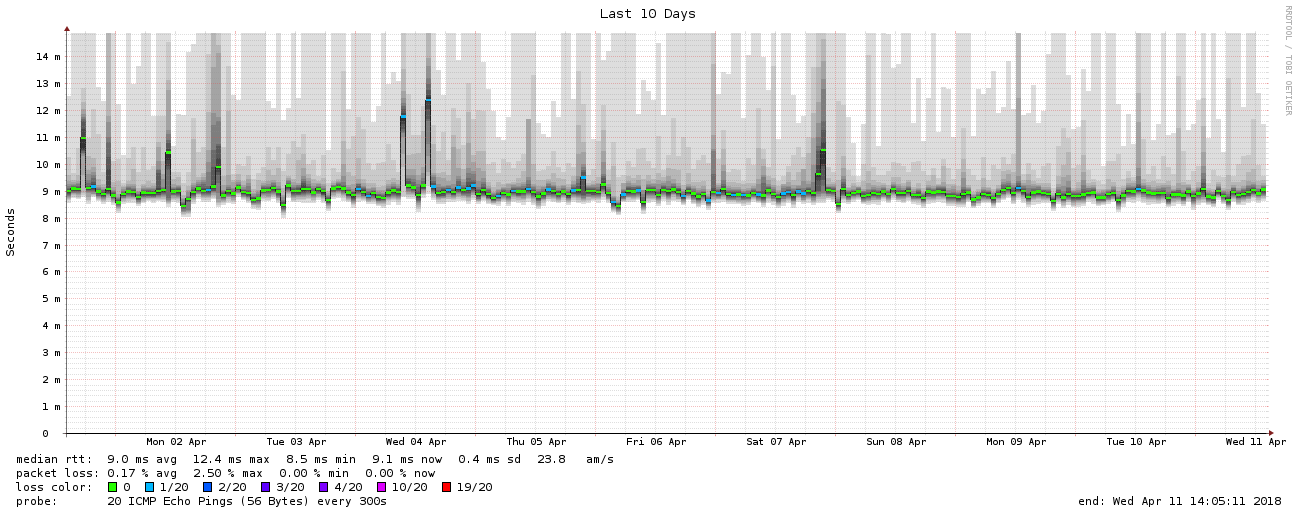 Last 10 Days
RRDTOOL / TOBI OETIKER
Seconds
14 m
13 m
12 m
11 m
10 m
9 m
8 m
7 m
6 m
5 m
4 m
3 m
2 m
1 m
0
Mon 02 Apr Tue 03 Apr Wed 04 Apr Thu 05 Apr Fri 06 Apr Sat 07 Apr Sun 08 Apr Mon 09 Apr Tue 10 Apr Wed 11 Apr
median rtt: 9.0 ms avg 12.4 ms max 8.5 ms min 9.1 ms now 0.4 ms sd 23.8 am/s
packet loss: 0.17 % avg 2.50 % max 0.00 % min 0.00 % now
loss color: 0 1/20 2/20 3/20 4/20 10/20 19/20
probe: 20 ICMP Echo Pings (56 Bytes) every 300s end: Wed Apr 11 14:05:11 2018